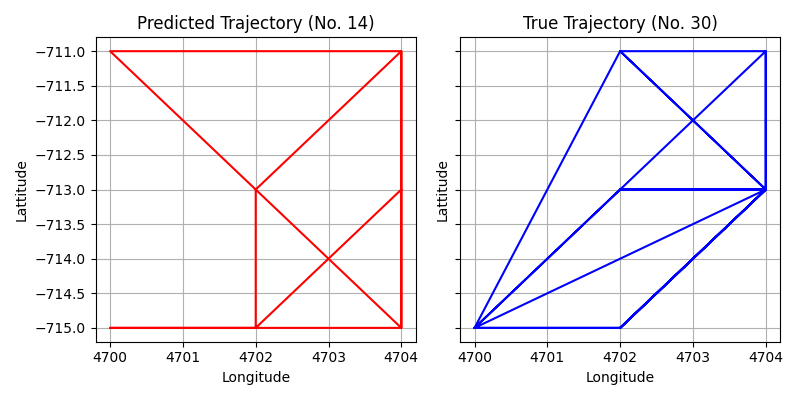 Predicted Trajectory (No. 14)
True Trajectory (No. 30)
−711.0
−711.5
−712.0
−712.5
−713.0
−713.5
−714.0
−714.5
−715.0
Lattitude
Lattitude
4700 4701 4702 4703 4704
4700 4701 4702 4703 4704
Longitude
Longitude